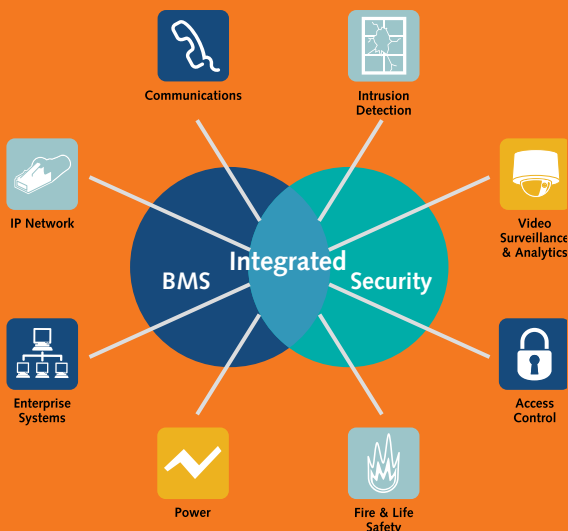 Communications
Intrusion
Detection
IP Network
Video
Surveillance
& Analytics
Integrated
BMS
Security
Enterprise
Systems
Access
Control
Power
Fire & Life
Safety